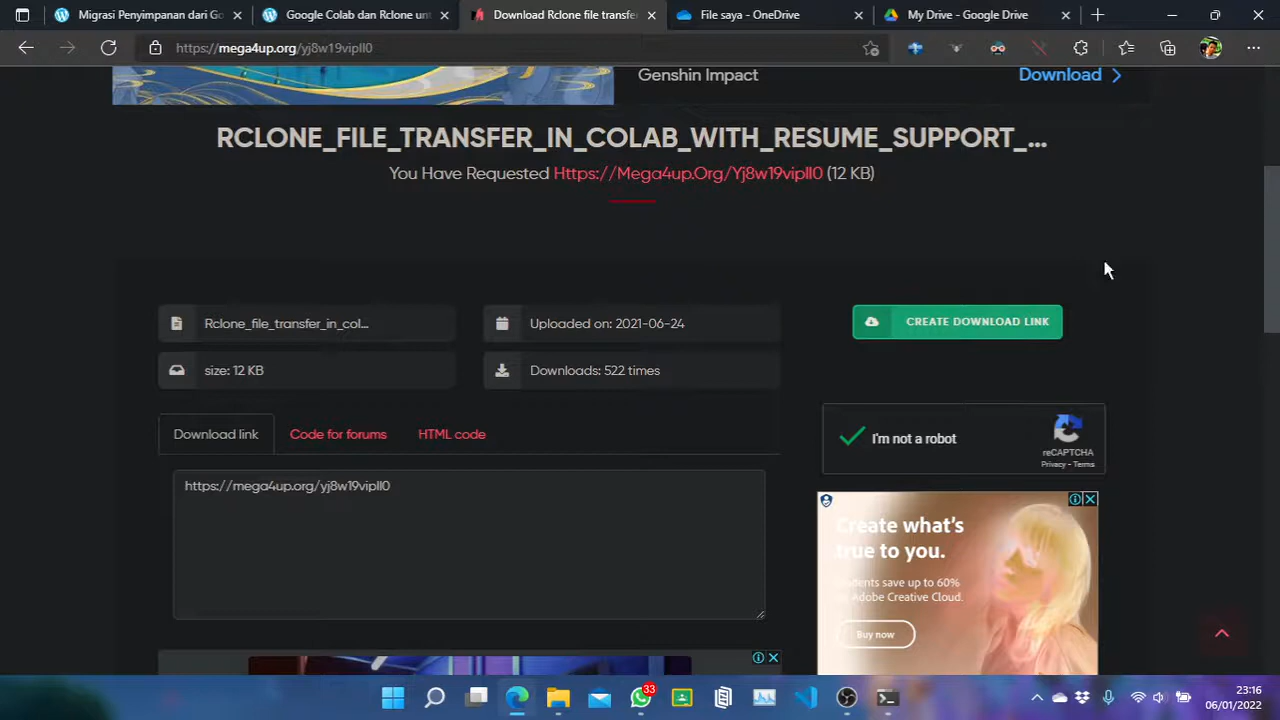 Migrasi Penyimpanan dari Go
Google Colab dan Rclone un
Download Rclone file transfe
File saya - OneDrive
My Drive - Google Drive
https://mega4up.org/yj8w19vipll0
Genshin Impact
Download
RCLONE_FILE_TRANSFER_IN_COLAB_WITH_RESUME_SUPPORT_...
You Have Requested Https://Mega4up.Org/Yj8w19vipll0 (12 KB)
Rclone_file_transfer_in_col...
Uploaded on: 2021-06-24
CREATE DOWNLOAD LINK
size: 12 KB
Downloads: 522 times
Download link
Code for forums
HTML code
I'm not a robot
reCAPTCHA
Privacy - Terms
https://mega4up.org/yj8w19vipll0
Create what's
true to you.
Students save up to 60%
Adobe Creative Cloud.
Buy now
33
23:16
06/01/2022